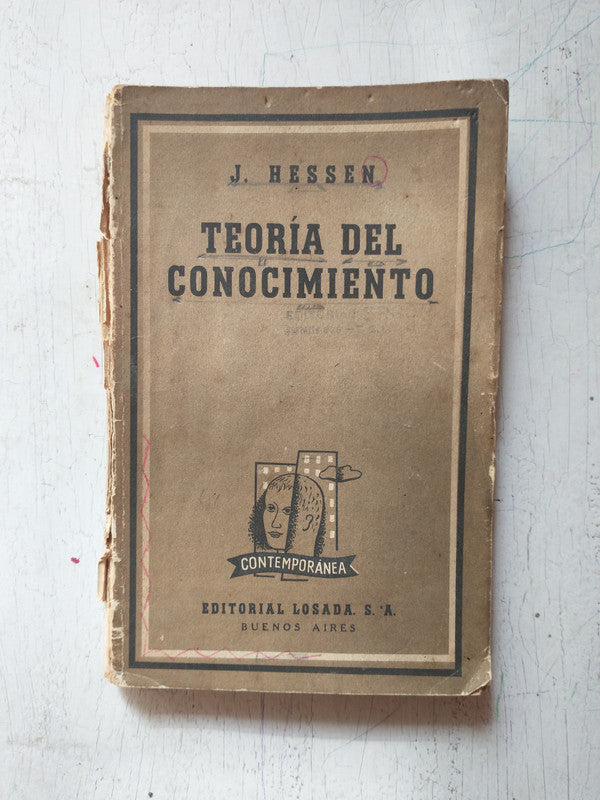 J. HESSEN
TEORÍA DEL
CONOCIMIENTO
CONTEMPORÁNEA
EDITORIAL LOSADA. S. A.
BUENOS AIRES